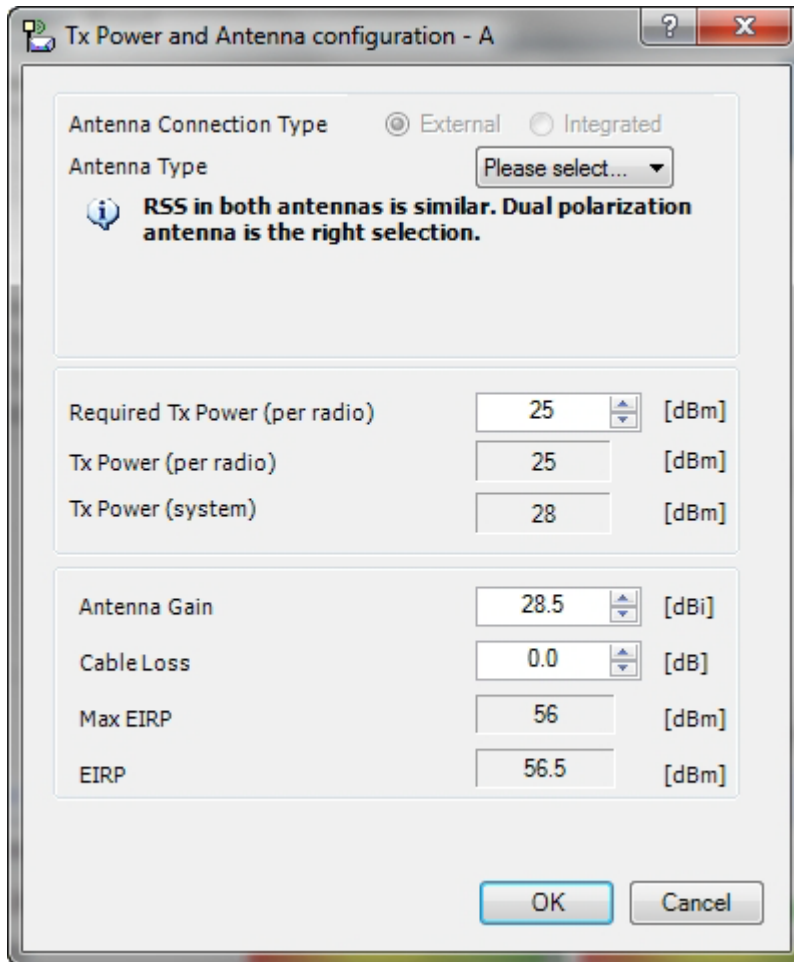 Tx Power and Antenna configuration - A
? X
Antenna Connection Type External Integrated
Antenna Type Please select...
RSS in both antennas is similar. Dual polarization
antenna is the right selection.
Required Tx Power (per radio) 25 [dBm]
Tx Power (per radio) 25 [dBm]
Tx Power (system) 28 [dBm]
Antenna Gain 28.5 [dBi]
Cable Loss 0.0 [dB]
Max EIRP 56 [dBm]
EIRP 56.5 [dBm]
OK Cancel